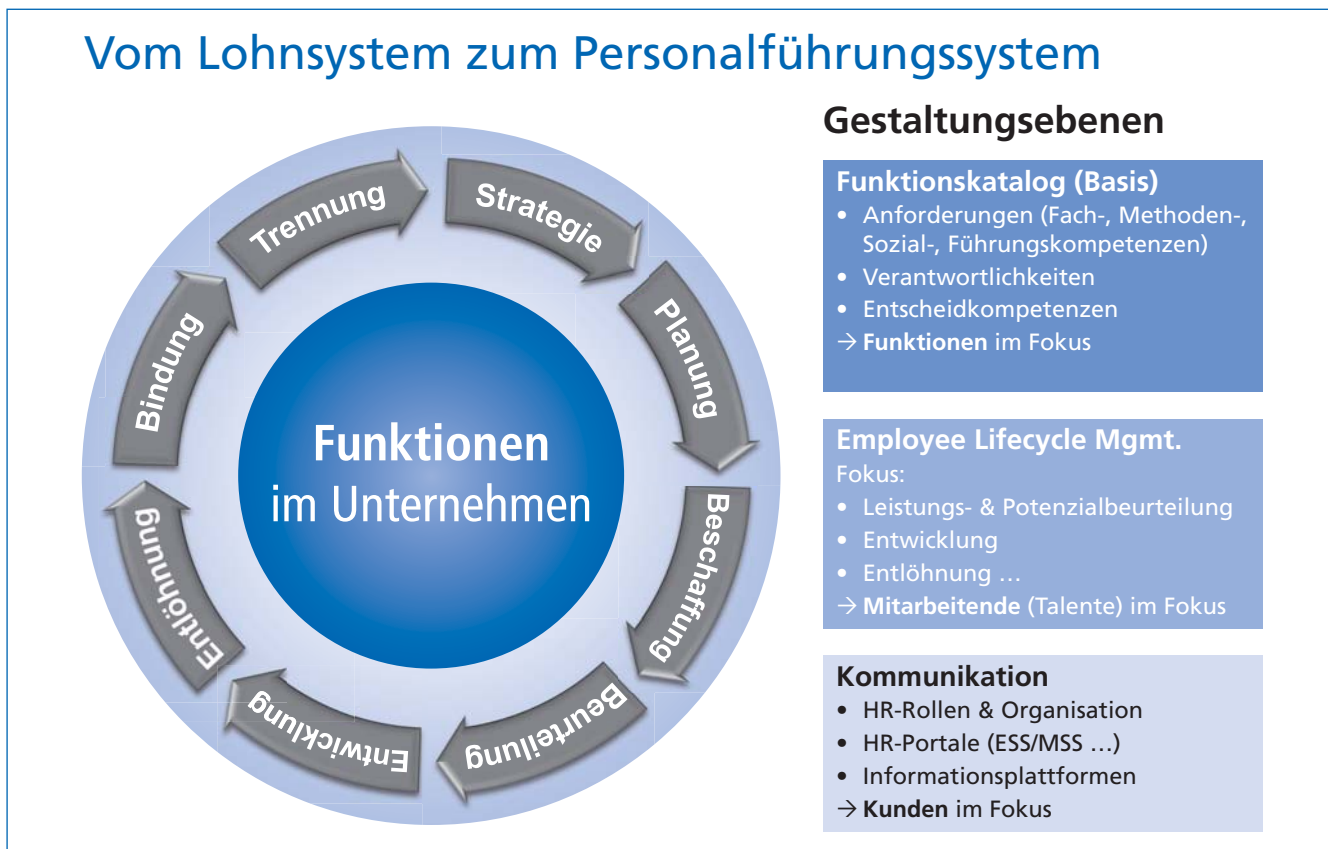 Vom Lohnsystem zum Personalführungssystem
Strategie
Planung
Beschaffung
Beurteilung
Entwicklung
Entlöhnung
Bindung
Trennung
Funktionen
im Unternehmen
Gestaltungsebenen
Funktionskatalog (Basis)
• Anforderungen (Fach-, Methoden-,
Sozial-, Führungskompetenzen)
• Verantwortlichkeiten
• Entscheidkompetenzen
→ Funktionen im Fokus
Employee Lifecycle Mgmt.
Fokus:
• Leistungs- & Potenzialbeurteilung
• Entwicklung
• Entlöhnung …
→ Mitarbeitende (Talente) im Fokus
Kommunikation
• HR-Rollen & Organisation
• HR-Portale (ESS/MSS …)
• Informationsplattformen
→ Kunden im Fokus